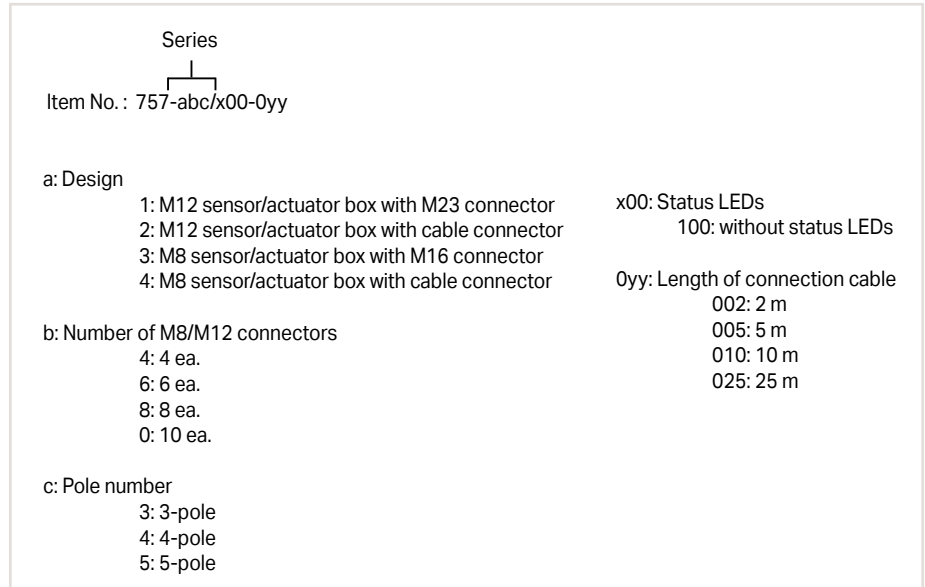 Series
Item No. : 757-abc/x00-0yy
a: Design
1: M12 sensor/actuator box with M23 connector
2: M12 sensor/actuator box with cable connector
3: M8 sensor/actuator box with M16 connector
4: M8 sensor/actuator box with cable connector
b: Number of M8/M12 connectors
4: 4 ea.
6: 6 ea.
8: 8 ea.
0: 10 ea.
c: Pole number
3: 3-pole
4: 4-pole
5: 5-pole
x00: Status LEDs
100: without status LEDs
0yy: Length of connection cable
002: 2 m
005: 5 m
010: 10 m
025: 25 m